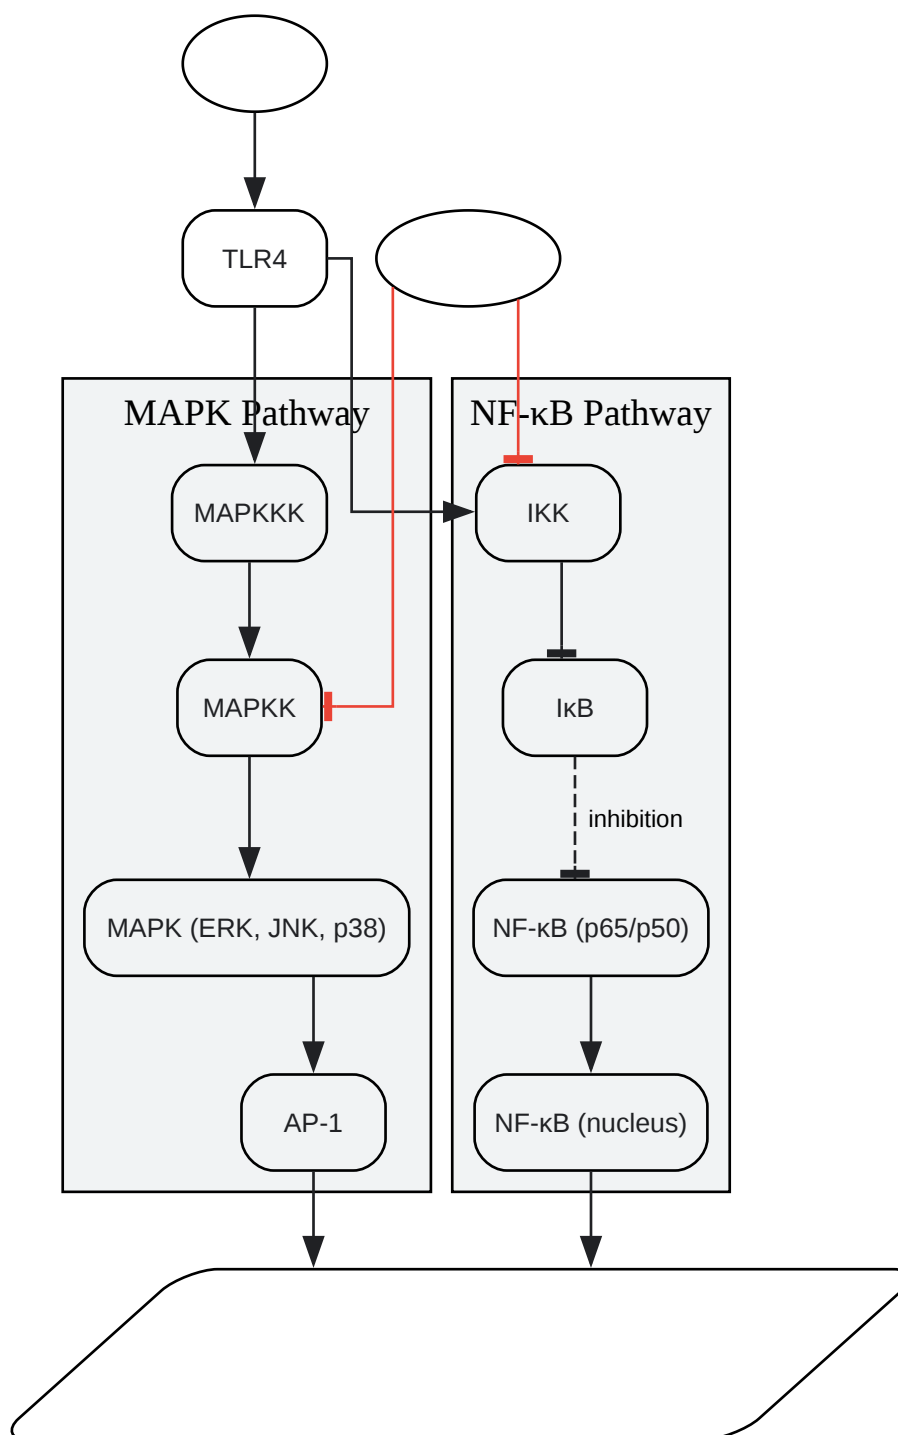 TLR4
MAPK Pathway
NF-κB Pathway
MAPKKK
IKK
MAPKK
IκB
inhibition
MAPK (ERK, JNK, p38)
NF-κB (p65/p50)
AP-1
NF-κB (nucleus)